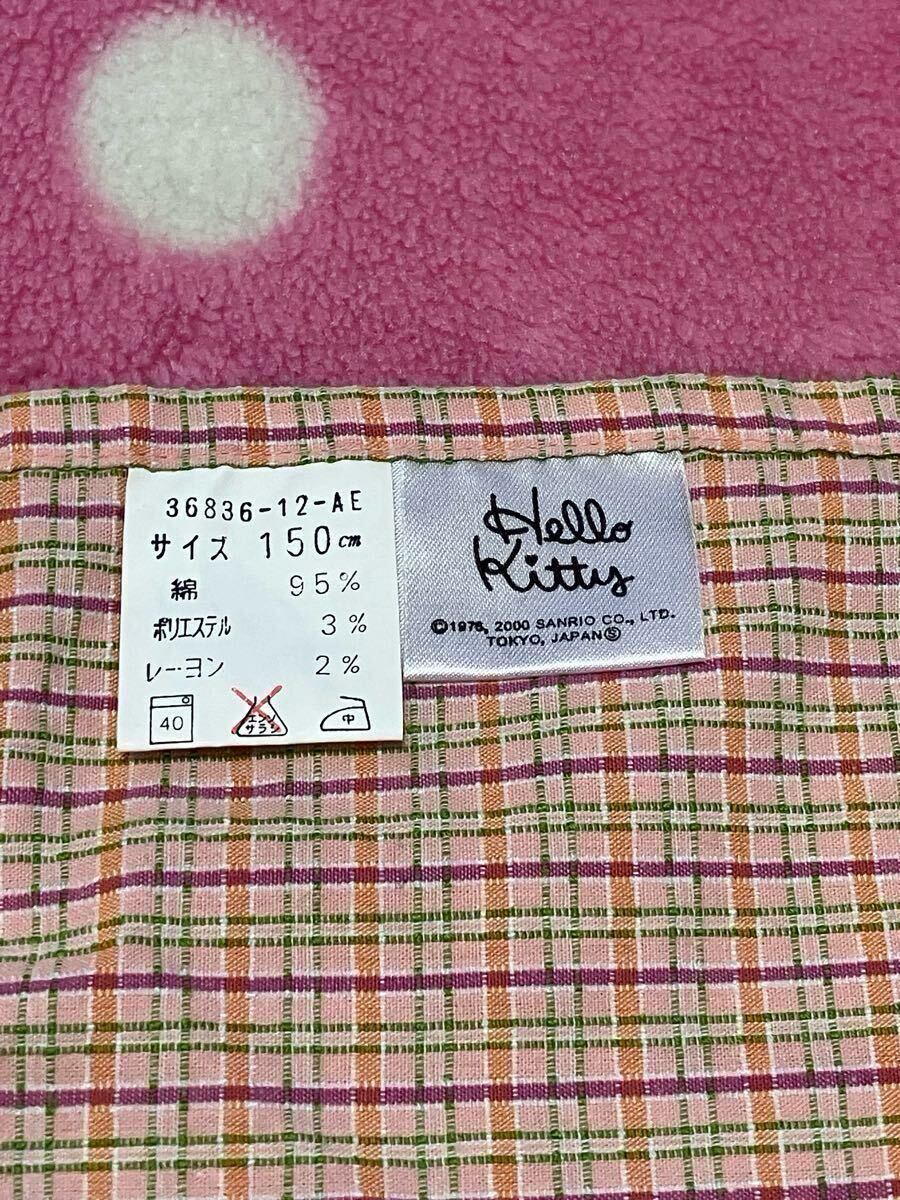 36836-12-AE
サイズ 150cm
綿 95%
ポリエステル 3%
レーヨン 2%
40
エンソ
サラシ
中
Hello
Kitty
©1976, 2000 SANRIO CO., LTD.
TOKYO, JAPAN Ⓢ